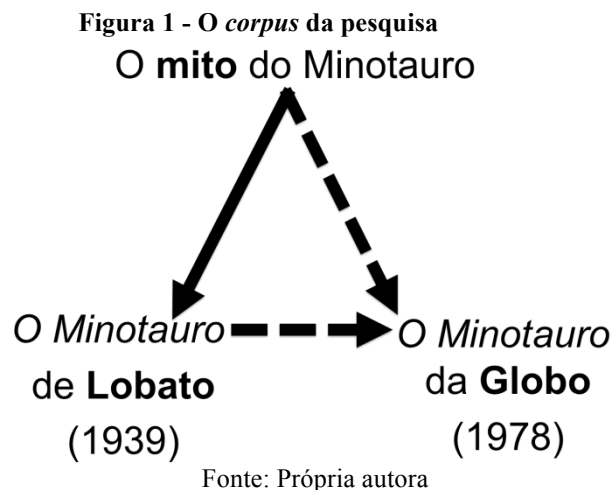 Figura 1 - O corpus da pesquisa
O mito do Minotauro
O Minotauro
de Lobato
(1939)
O Minotauro
da Globo
(1978)
Fonte: Própria autora